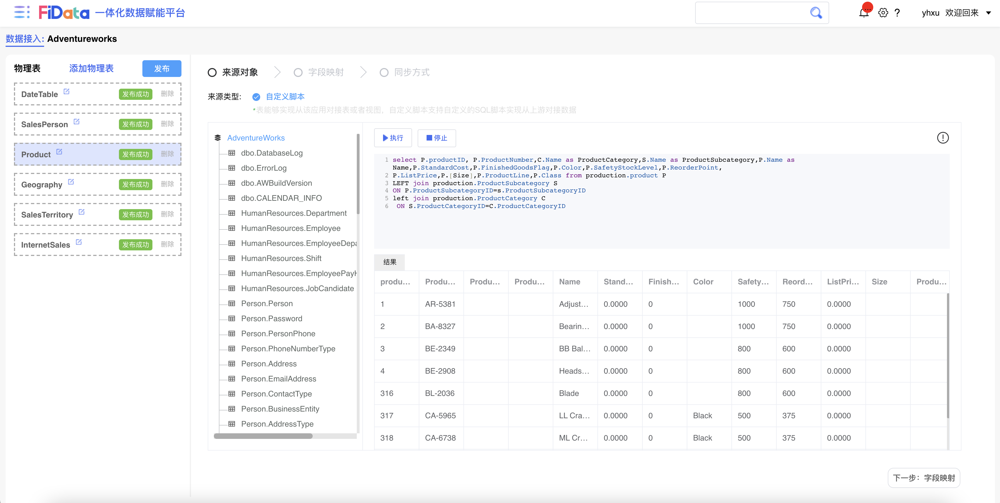 FiData 一体化数据赋能平台
...
?
yhxu 欢迎回来
数据接入: Adventureworks
物理表 添加物理表 发布
DateTable 发布成功 删除
SalesPerson 发布成功 删除
Product 发布成功 删除
Geography 发布成功 删除
SalesTerritory 发布成功 删除
InternetSales 发布成功 删除
来源对象 字段映射 同步方式
来源类型: 自定义脚本
*表能够实现从该应用对接表或者视图，自定义脚本支持自定义的SQL脚本实现从上游对接数据
AdventureWorks
dbo.DatabaseLog
dbo.ErrorLog
dbo.AWBuildVersion
dbo.CALENDAR_INFO
HumanResources.Department
HumanResources.Employee
HumanResources.EmployeeDepa
HumanResources.Shift
HumanResources.EmployeePayH
HumanResources.JobCandidate
Person.Person
Person.Password
Person.PersonPhone
Person.PhoneNumberType
Person.Address
Person.EmailAddress
Person.ContactType
Person.BusinessEntity
Person.AddressType
执行 停止
1 select P.productID, P.ProductNumber,C.Name as ProductCategory,S.Name as ProductSubcategory,P.Name as
Name,P.StandardCost,P.FinishedGoodsFlag,P.Color,P.SafetyStockLevel,P.ReorderPoint,
2 P.ListPrice,P.[Size],P.ProductLine,P.Class from production.product P
3 LEFT join production.ProductSubcategory S
4 ON P.ProductSubcategoryID=s.ProductSubcategoryID
5 left join production.ProductCategory C
6 ON S.ProductCategoryID=C.ProductCategoryID
结果
produ... Produ... Produ... Produ... Name Stand... Finish... Color Safety... Reord... ListPri... Size Produ...
1 AR-5381 Adjust... 0.0000 0 1000 750 0.0000
2 BA-8327 Bearin... 0.0000 0 1000 750 0.0000
3 BE-2349 BB Bal... 0.0000 0 800 600 0.0000
4 BE-2908 Heads... 0.0000 0 800 600 0.0000
316 BL-2036 Blade 0.0000 0 800 600 0.0000
317 CA-5965 LL Cra... 0.0000 0 Black 500 375 0.0000
318 CA-6738 ML Cr... 0.0000 0 Black 500 375 0.0000
下一步：字段映射